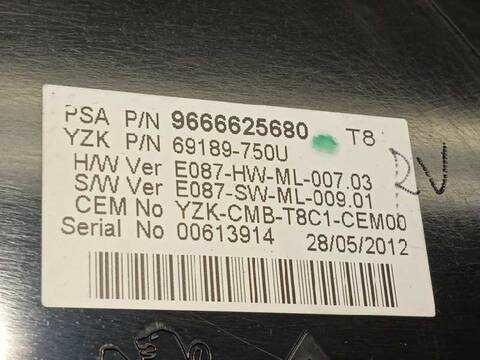 PSA P/N 9666625680 T8
YZK P/N 69189-750U
H/W Ver E087-HW-ML-007.03
S/W Ver E087-SW-ML-009.01
CEM No YZK-CMB-T8C1-CEM00
Serial No 00613914 28/05/2012